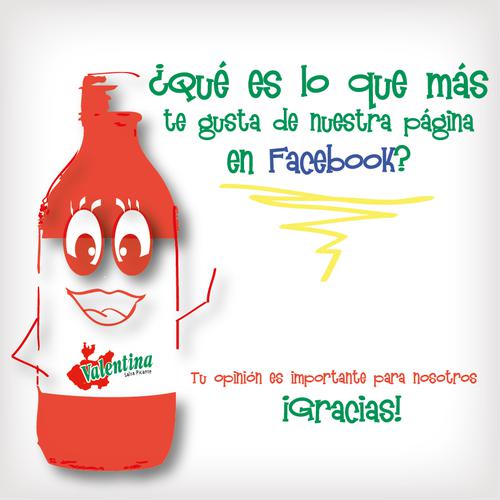 ¿Qué es lo que más
te gusta de nuestra página
en Facebook?
Valentina
Salsa Picante
Tu opinión es importante para nosotros
¡Gracias!